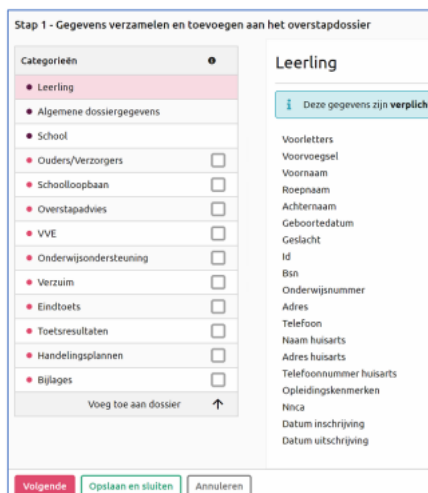 Stap 1 - Gegevens verzamelen en toevoegen aan het overstapdossier
Categorieën
Leerling
Algemene dossiergegevens
School
Ouders/Verzorgers
Schoolloopbaan
Overstapadvies
VVE
Onderwijsondersteuning
Verzuim
Eindtoets
Toetsresultaten
Handelingsplannen
Bijlages
Voeg toe aan dossier
Leerling
Deze gegevens zijn verplich
Voorletters
Voorvoegsel
Voornaam
Roepnaam
Achternaam
Geboortedatum
Geslacht
Id
Bsn
Onderwijsnummer
Adres
Telefoon
Naam huisarts
Adres huisarts
Telefoonnummer huisarts
Opleidingskenmerken
Nnca
Datum inschrijving
Datum uitschrijving
Volgende
Opslaan en sluiten
Annuleren